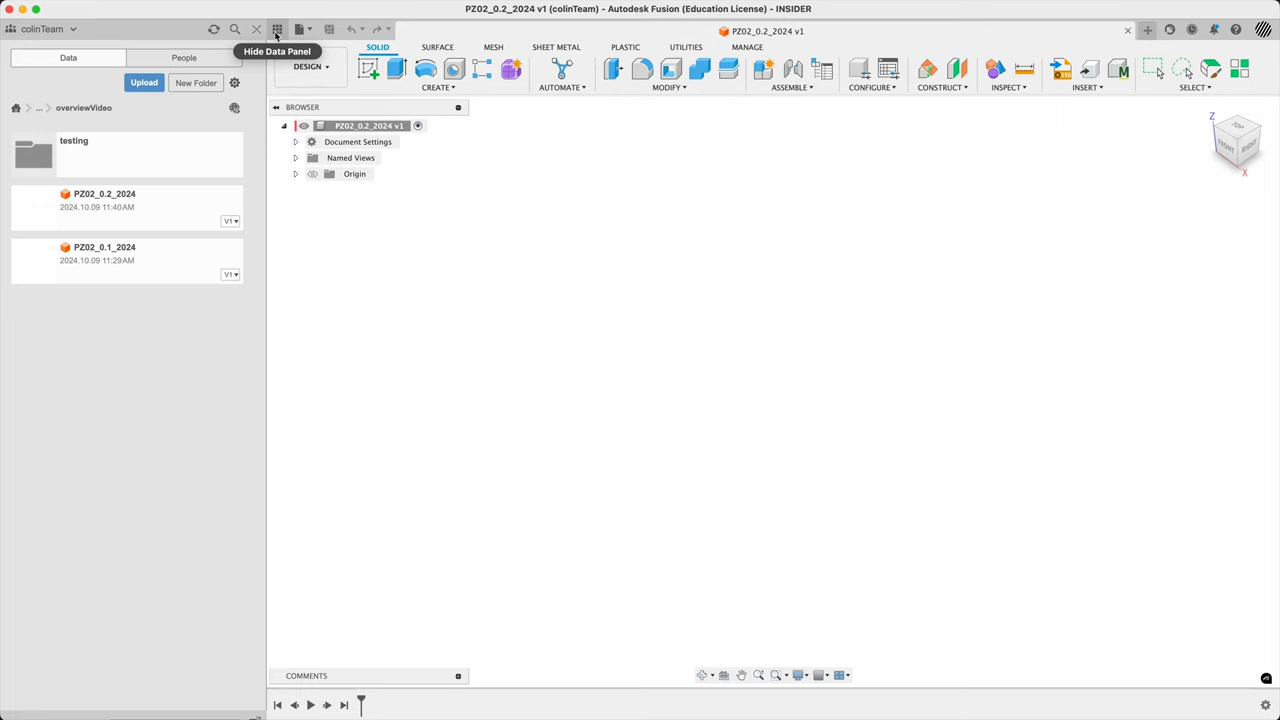 PZ02_0.2_2024 v1 (colinTeam) - Autodesk Fusion (Education License) - INSIDER
colinTeam
PZ02_0.2_2024 v1
Hide Data Panel
Data
People
Upload
New Folder
... overviewVideo
testing
PZ02_0.2_2024
2024.10.09 11:40AM
V1
PZ02_0.1_2024
2024.10.09 11:29AM
V1
DESIGN
SOLID
SURFACE
MESH
SHEET METAL
PLASTIC
UTILITIES
MANAGE
CREATE
AUTOMATE
MODIFY
ASSEMBLE
CONFIGURE
CONSTRUCT
INSPECT
INSERT
SELECT
BROWSER
PZ02_0.2_2024 v1
Document Settings
Named Views
Origin
Z
TOP
FRONT
RIGHT
X
COMMENTS